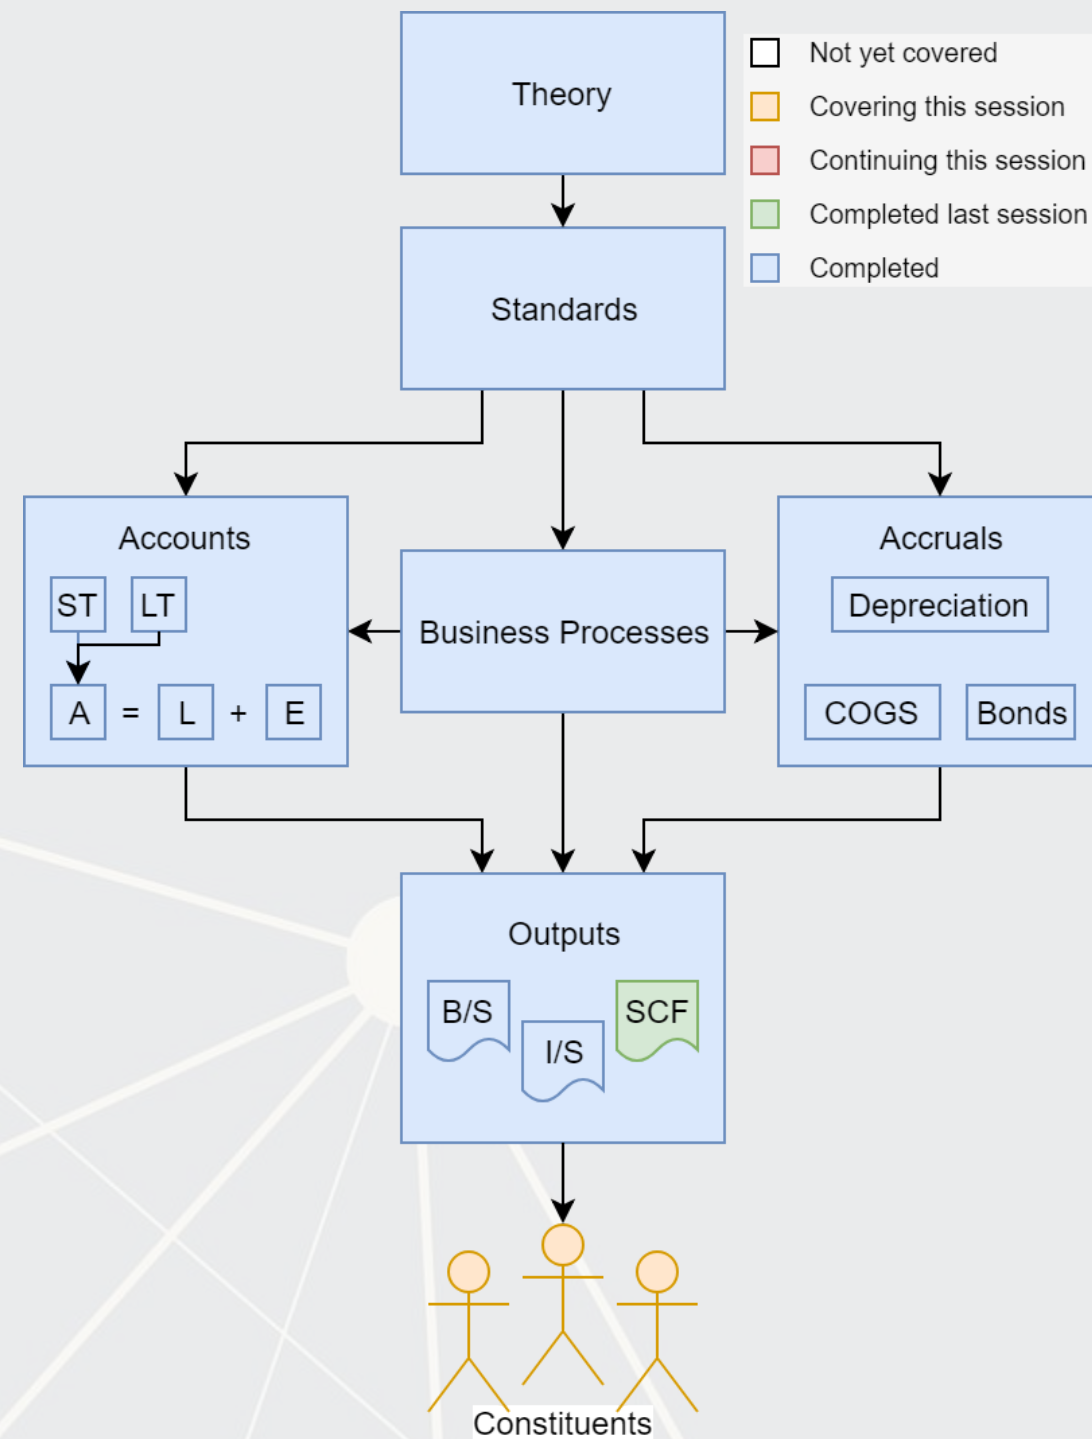 Theory
Not yet covered
Covering this session
Continuing this session
Completed last session
Completed
Standards
Accounts
ST LT
A = L + E
Business Processes
Accruals
Depreciation
COGS Bonds
Outputs
B/S
I/S
SCF
Constituents